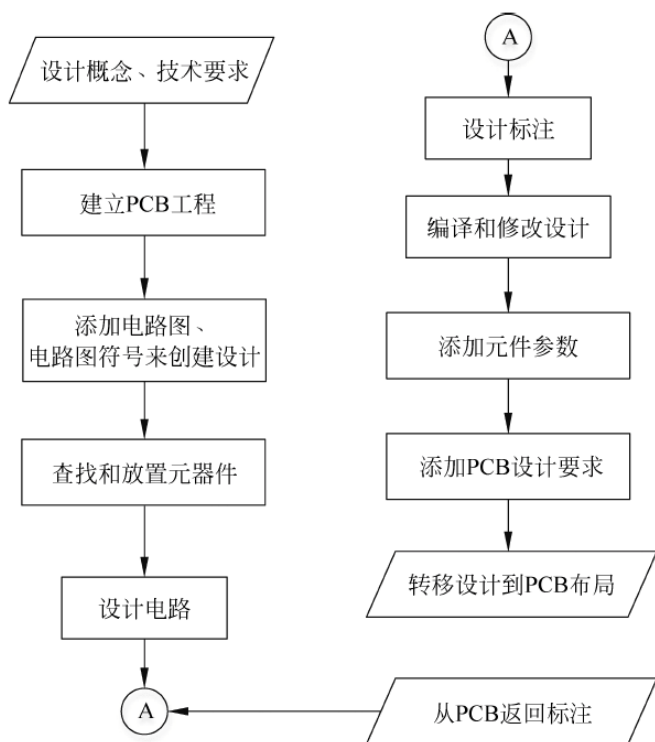 设计概念、技术要求
建立PCB工程
添加电路图、
电路图符号来创建设计
查找和放置元器件
设计电路
A
A
设计标注
编译和修改设计
添加元件参数
添加PCB设计要求
转移设计到PCB布局
从PCB返回标注